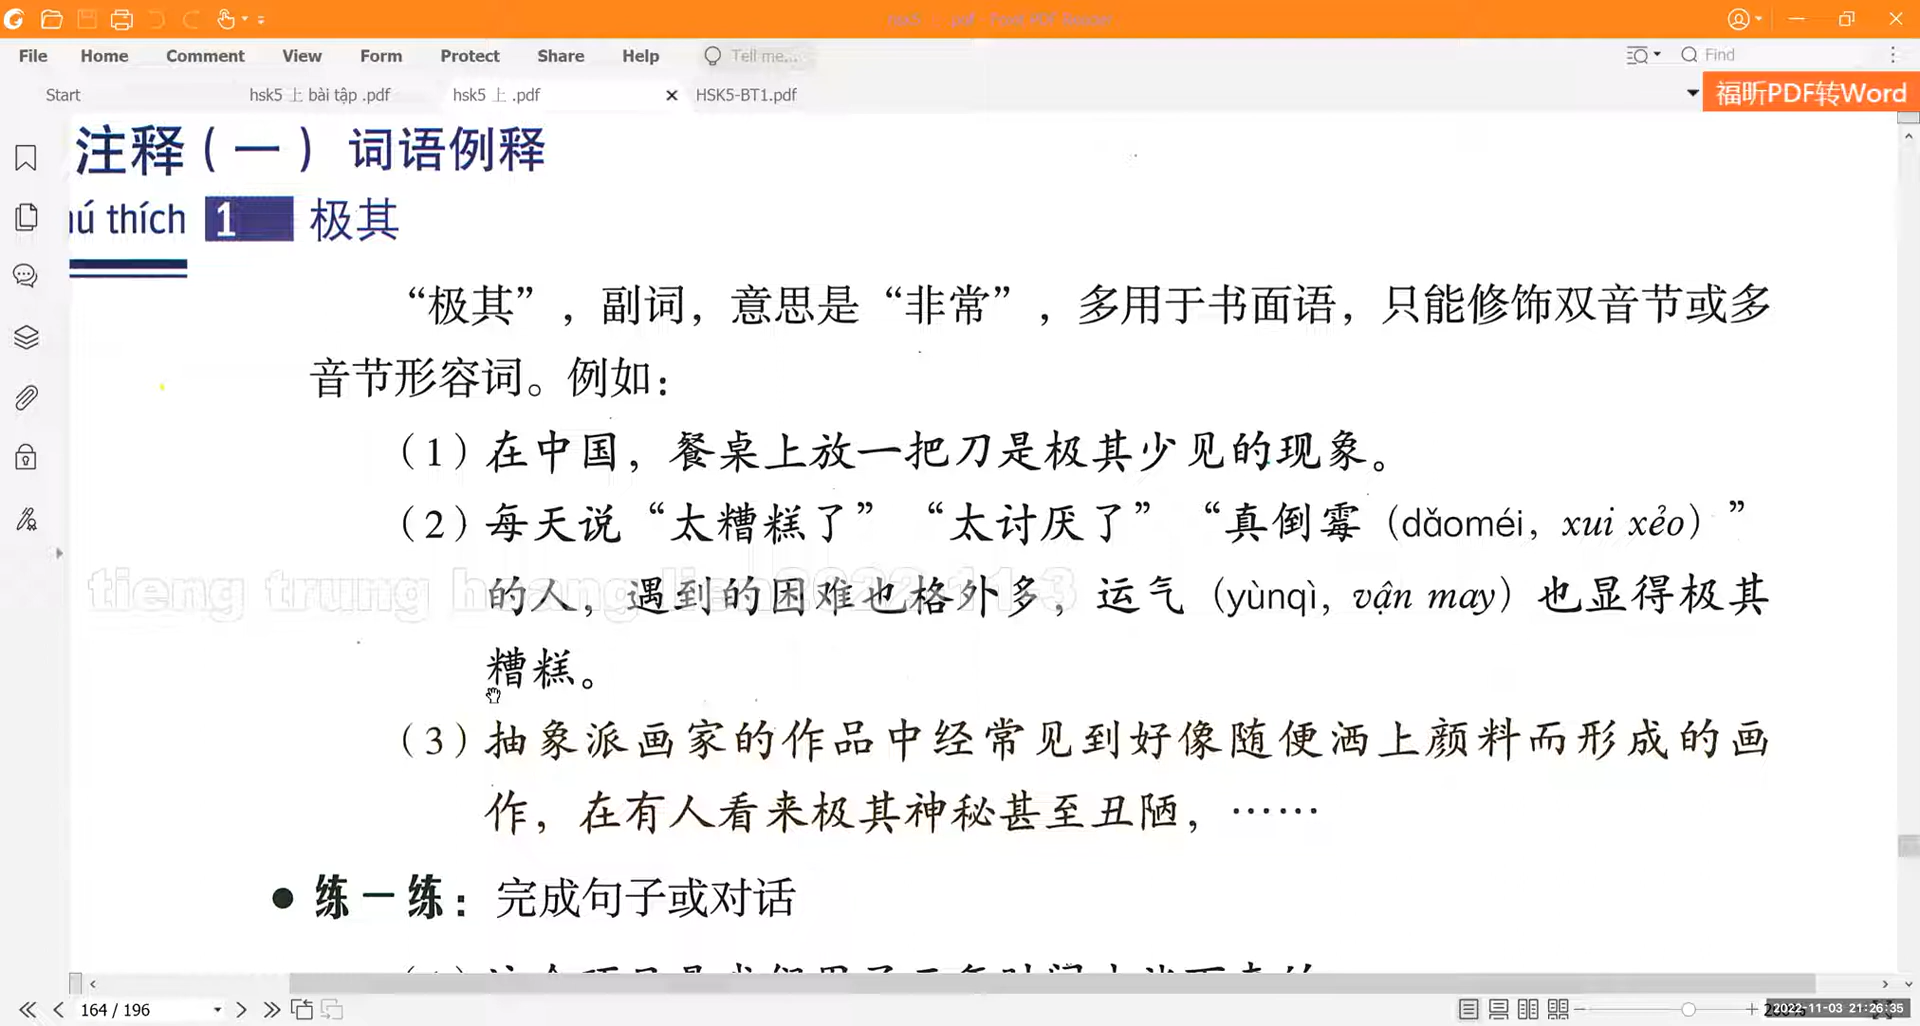 File Home Comment View Form Protect Share Help Tell me... Find
Start hsk5 上 bài tập .pdf hsk5 上 .pdf HSK5-BT1.pdf 福昕PDF转Word
注释（一） 词语例释
ú thích 1 极其
“极其”，副词，意思是“非常”，多用于书面语，只能修饰双音节或多
音节形容词。例如：
（1）在中国，餐桌上放一把刀是极其少见的现象。
（2）每天说“太糟糕了”“太讨厌了”“真倒霉（dǎoméi，xui xẻo）”
tieng trung hoang lien2022 11 3
的人，遇到的困难也格外多，运气（yùnqì，vận may）也显得极其
糟糕。
（3）抽象派画家的作品中经常见到好像随便洒上颜料而形成的画
作，在有人看来极其神秘甚至丑陋，……
● 练一练：完成句子或对话
164 / 196
2022-11-03 21:26:35